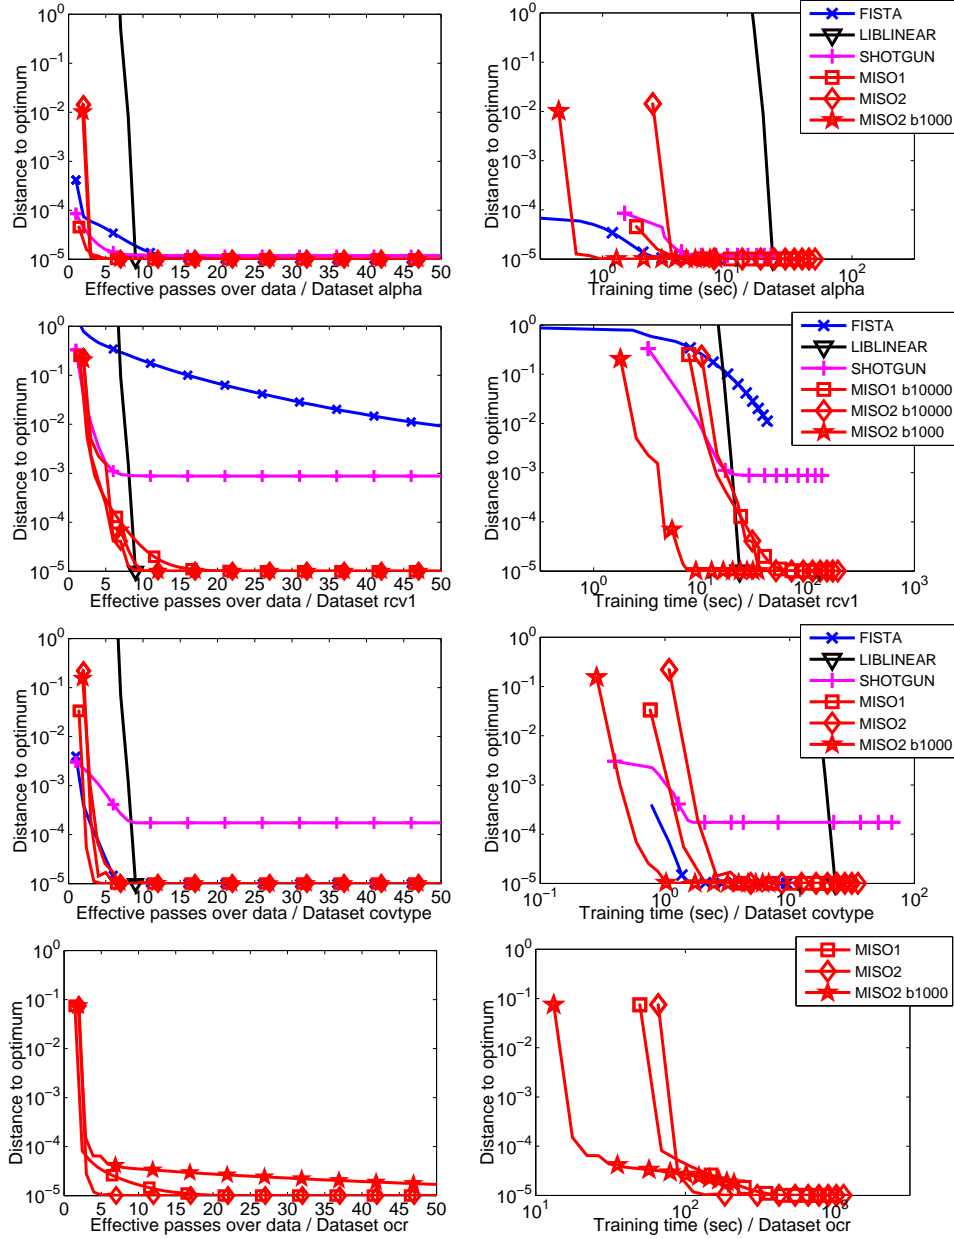 10^0
10^-1
10^-2
10^-3
10^-4
10^-5
Distance to optimum
0 5 10 15 20 25 30 35 40 45 50
Effective passes over data / Dataset alpha
10^0
10^-1
10^-2
10^-3
10^-4
10^-5
Distance to optimum
10^0 10^1 10^2
Training time (sec) / Dataset alpha
FISTA
LIBLINEAR
SHOTGUN
MISO1
MISO2
MISO2 b1000
10^0
10^-1
10^-2
10^-3
10^-4
10^-5
Distance to optimum
0 5 10 15 20 25 30 35 40 45 50
Effective passes over data / Dataset rcv1
10^0
10^-1
10^-2
10^-3
10^-4
10^-5
Distance to optimum
10^0 10^1 10^2 10^3
Training time (sec) / Dataset rcv1
FISTA
LIBLINEAR
SHOTGUN
MISO1 b10000
MISO2 b10000
MISO2 b1000
10^0
10^-1
10^-2
10^-3
10^-4
10^-5
Distance to optimum
0 5 10 15 20 25 30 35 40 45 50
Effective passes over data / Dataset covtype
10^0
10^-1
10^-2
10^-3
10^-4
10^-5
Distance to optimum
10^-1 10^0 10^1 10^2
Training time (sec) / Dataset covtype
FISTA
LIBLINEAR
SHOTGUN
MISO1
MISO2
MISO2 b1000
10^0
10^-1
10^-2
10^-3
10^-4
10^-5
Distance to optimum
0 5 10 15 20 25 30 35 40 45 50
Effective passes over data / Dataset ocr
10^0
10^-1
10^-2
10^-3
10^-4
10^-5
Distance to optimum
10^1 10^2 10^3
Training time (sec) / Dataset ocr
MISO1
MISO2
MISO2 b1000